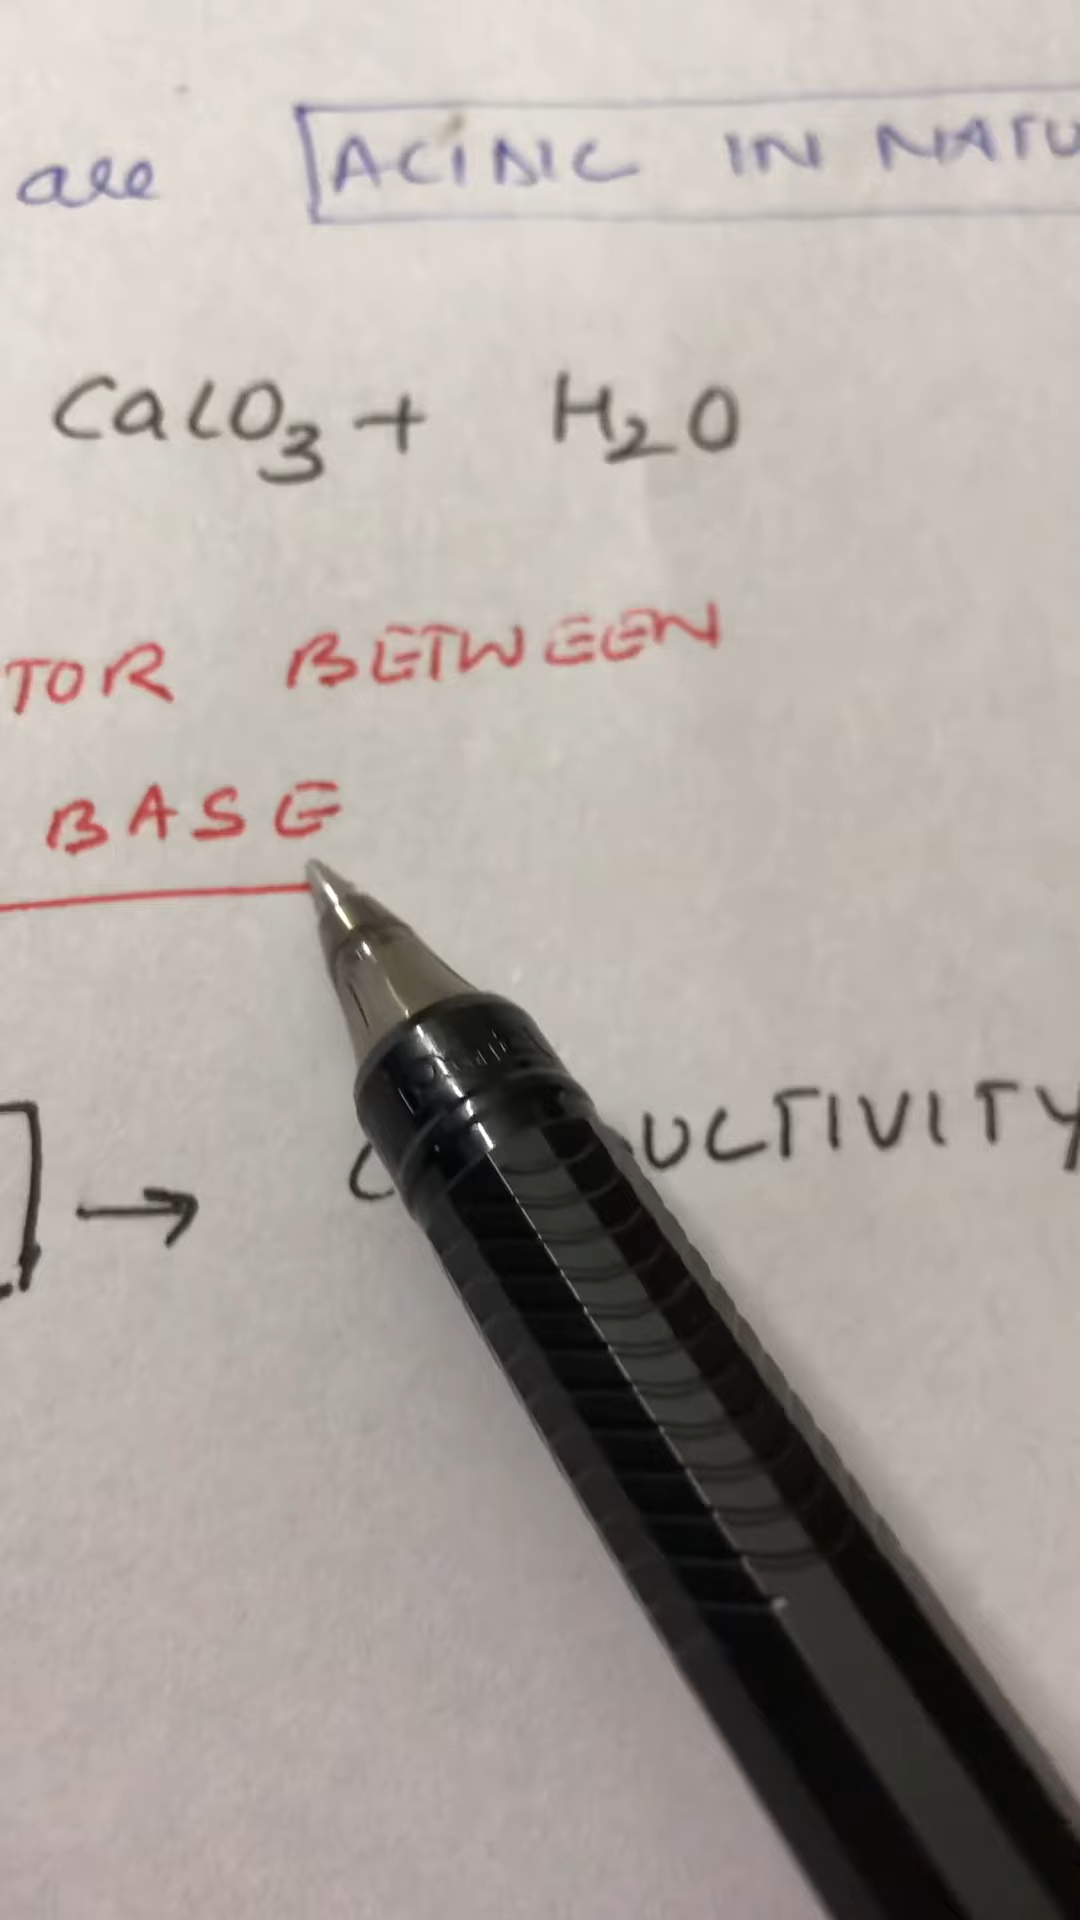 are ACIDIC IN NATU
CaCO₃ + H₂O
TOR BETWEEN
BASE
→ C UCTIVITY